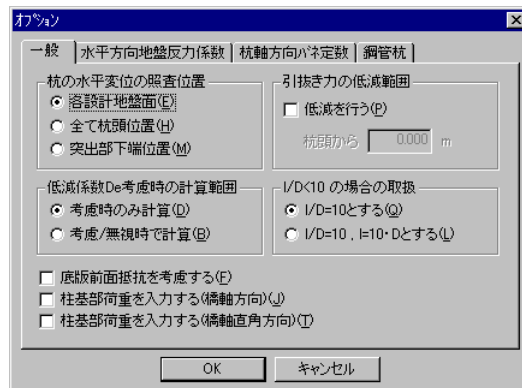 オプション
一般 水平方向地盤反力係数 杭軸方向バネ定数 鋼管杭
杭の水平変位の照査位置
各設計地盤面(E)
全て杭頭位置(H)
突出部下端位置(M)
引抜き力の低減範囲
低減を行う(P)
杭頭から 0.000 m
低減係数De考慮時の計算範囲
考慮時のみ計算(D)
考慮/無視時で計算(B)
l/D<10 の場合の取扱
l/D=10とする(Q)
l/D=10 , l=10・Dとする(L)
底版前面抵抗を考慮する(F)
柱基部荷重を入力する(橋軸方向)(J)
柱基部荷重を入力する(橋軸直角方向)(T)
OK キャンセル